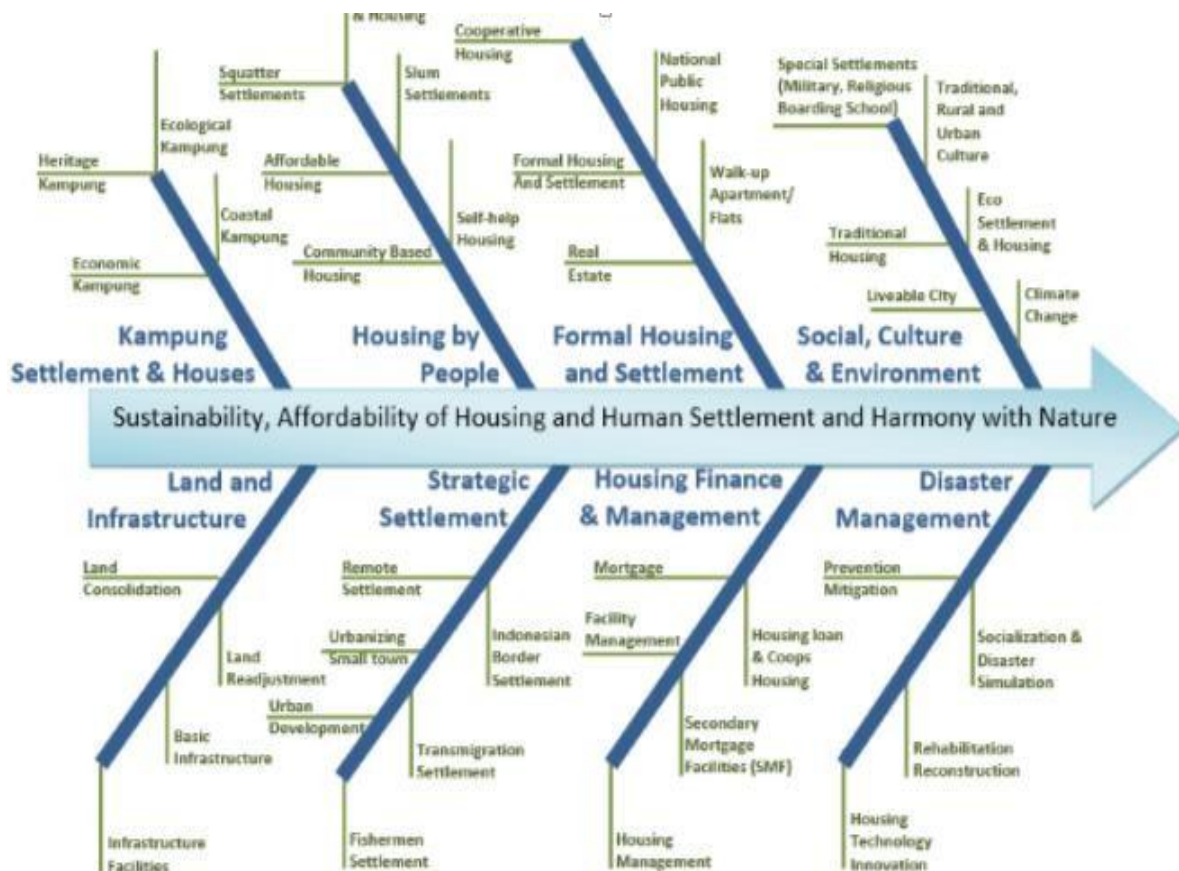 & Housing
Cooperative
Housing
Squatter
Settlements
Slum
Settlements
National
Public
Housing
Special Settlements
(Military, Religious
Boarding School)
Traditional,
Rural and
Urban
Culture
Ecological
Kampung
Heritage
Kampung
Affordable
Housing
Formal Housing
And Settlement
Walk-up
Apartment/
Flats
Coastal
Kampung
Self-help
Housing
Eco
Settlement
& Housing
Economic
Kampung
Community Based
Housing
Real
Estate
Traditional
Housing
Liveable City
Climate
Change
Kampung
Settlement & Houses
Housing by
People
Formal Housing
and Settlement
Social, Culture
& Environment
Sustainability, Affordability of Housing and Human Settlement and Harmony with Nature
Land and
Infrastructure
Strategic
Settlement
Housing Finance
& Management
Disaster
Management
Land
Consolidation
Remote
Settlement
Mortgage
Prevention
Mitigation
Land
Readjustment
Urbanizing
Small town
Indonesian
Border
Settlement
Facility
Management
Housing loan
& Coops
Housing
Socialization &
Disaster
Simulation
Basic
Infrastructure
Urban
Development
Transmigration
Settlement
Secondary
Mortgage
Facilities (SMF)
Rehabilitation
Reconstruction
Infrastructure
Facilities
Fishermen
Settlement
Housing
Management
Housing
Technology
Innovation